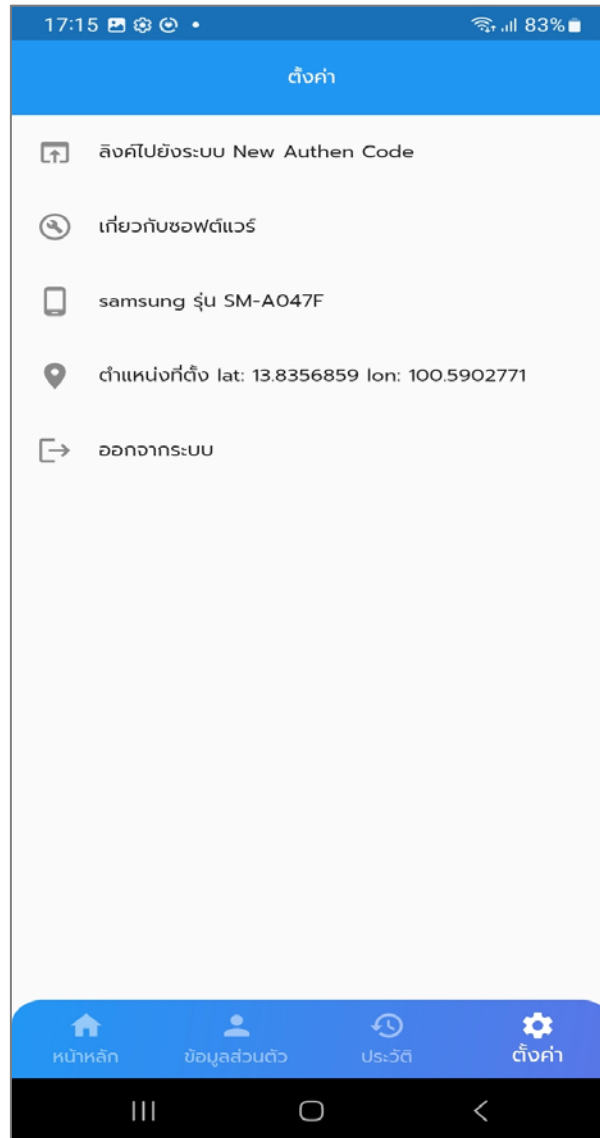 17:15 83%
ตั้งค่า
ลิงค์ไปยังระบบ New Authen Code
เกี่ยวกับซอฟต์แวร์
samsung รุ่น SM-A047F
ตำแหน่งที่ตั้ง lat: 13.8356859 lon: 100.5902771
ออกจากระบบ
หน้าหลัก ข้อมูลส่วนตัว ประวัติ ตั้งค่า